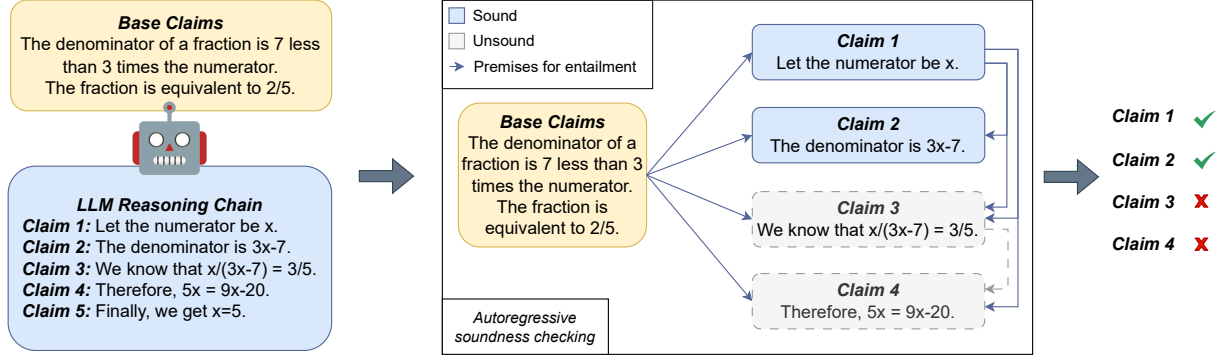 Base Claims
The denominator of a fraction is 7 less
than 3 times the numerator.
The fraction is equivalent to 2/5.
LLM Reasoning Chain
Claim 1: Let the numerator be x.
Claim 2: The denominator is 3x-7.
Claim 3: We know that x/(3x-7) = 3/5.
Claim 4: Therefore, 5x = 9x-20.
Claim 5: Finally, we get x=5.
Sound
Unsound
Premises for entailment
Base Claims
The denominator of a
fraction is 7 less than 3
times the numerator.
The fraction is
equivalent to 2/5.
Claim 1
Let the numerator be x.
Claim 2
The denominator is 3x-7.
Claim 3
We know that x/(3x-7) = 3/5.
Claim 4
Therefore, 5x = 9x-20.
Autoregressive
soundness checking
Claim 1
Claim 2
Claim 3
Claim 4